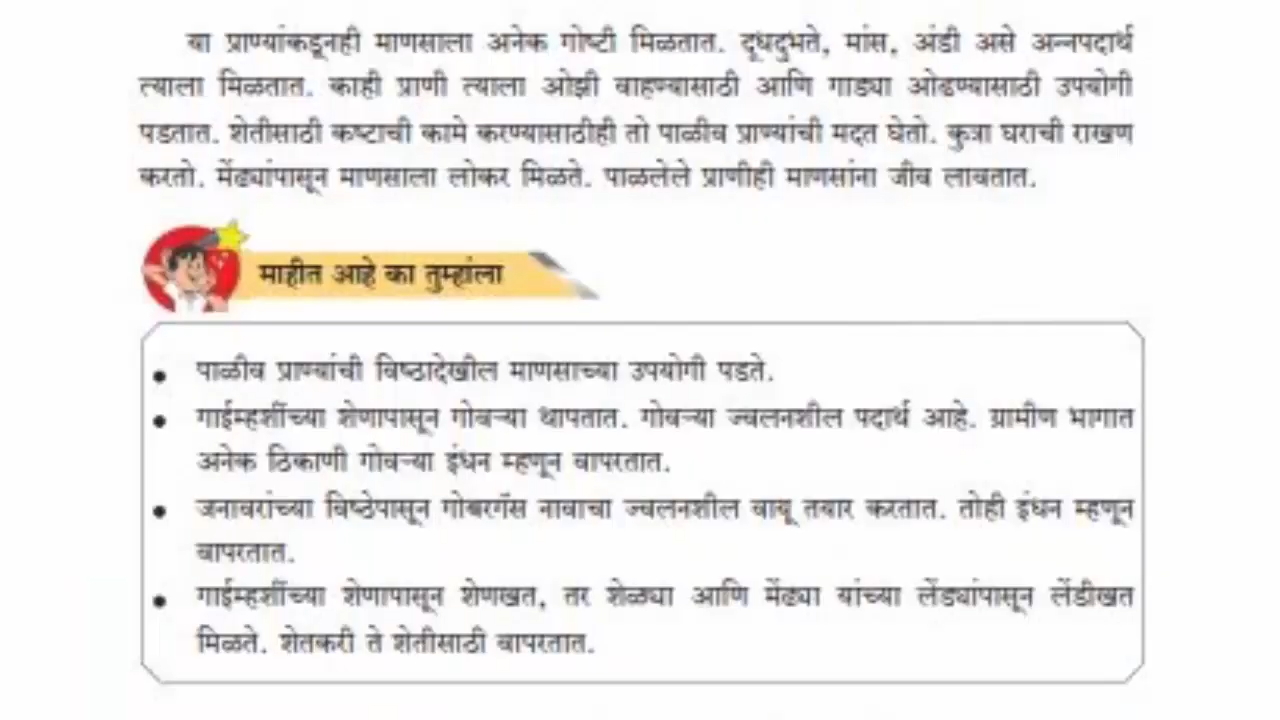 या प्राण्यांकडूनही माणसाला अनेक गोष्टी मिळतात. दूधदुभते, मांस, अंडी असे अन्नपदार्थ
त्याला मिळतात. काही प्राणी त्याला ओझी वाहण्यासाठी आणि गाड्या ओढण्यासाठी उपयोगी
पडतात. शेतीसाठी कष्टाची कामे करण्यासाठीही तो पाळीव प्राण्यांची मदत घेतो. कुत्रा घराची राखण
करतो. मेंढ्यांपासून माणसाला लोकर मिळते. पाळलेले प्राणीही माणसांना जीव लावतात.
माहीत आहे का तुम्हांला
• पाळीव प्राण्यांची विष्ठादेखील माणसाच्या उपयोगी पडते.
• गाईम्हशींच्या शेणापासून गोवऱ्या थापतात. गोवऱ्या ज्वलनशील पदार्थ आहे. ग्रामीण भागात
अनेक ठिकाणी गोवऱ्या इंधन म्हणून वापरतात.
• जनावरांच्या विष्ठेपासून गोबरगॅस नावाचा ज्वलनशील वायू तयार करतात. तोही इंधन म्हणून
वापरतात.
• गाईम्हशींच्या शेणापासून शेणखत, तर शेळ्या आणि मेंढ्या यांच्या लेंड्यांपासून लेंडीखत
मिळते. शेतकरी ते शेतीसाठी वापरतात.